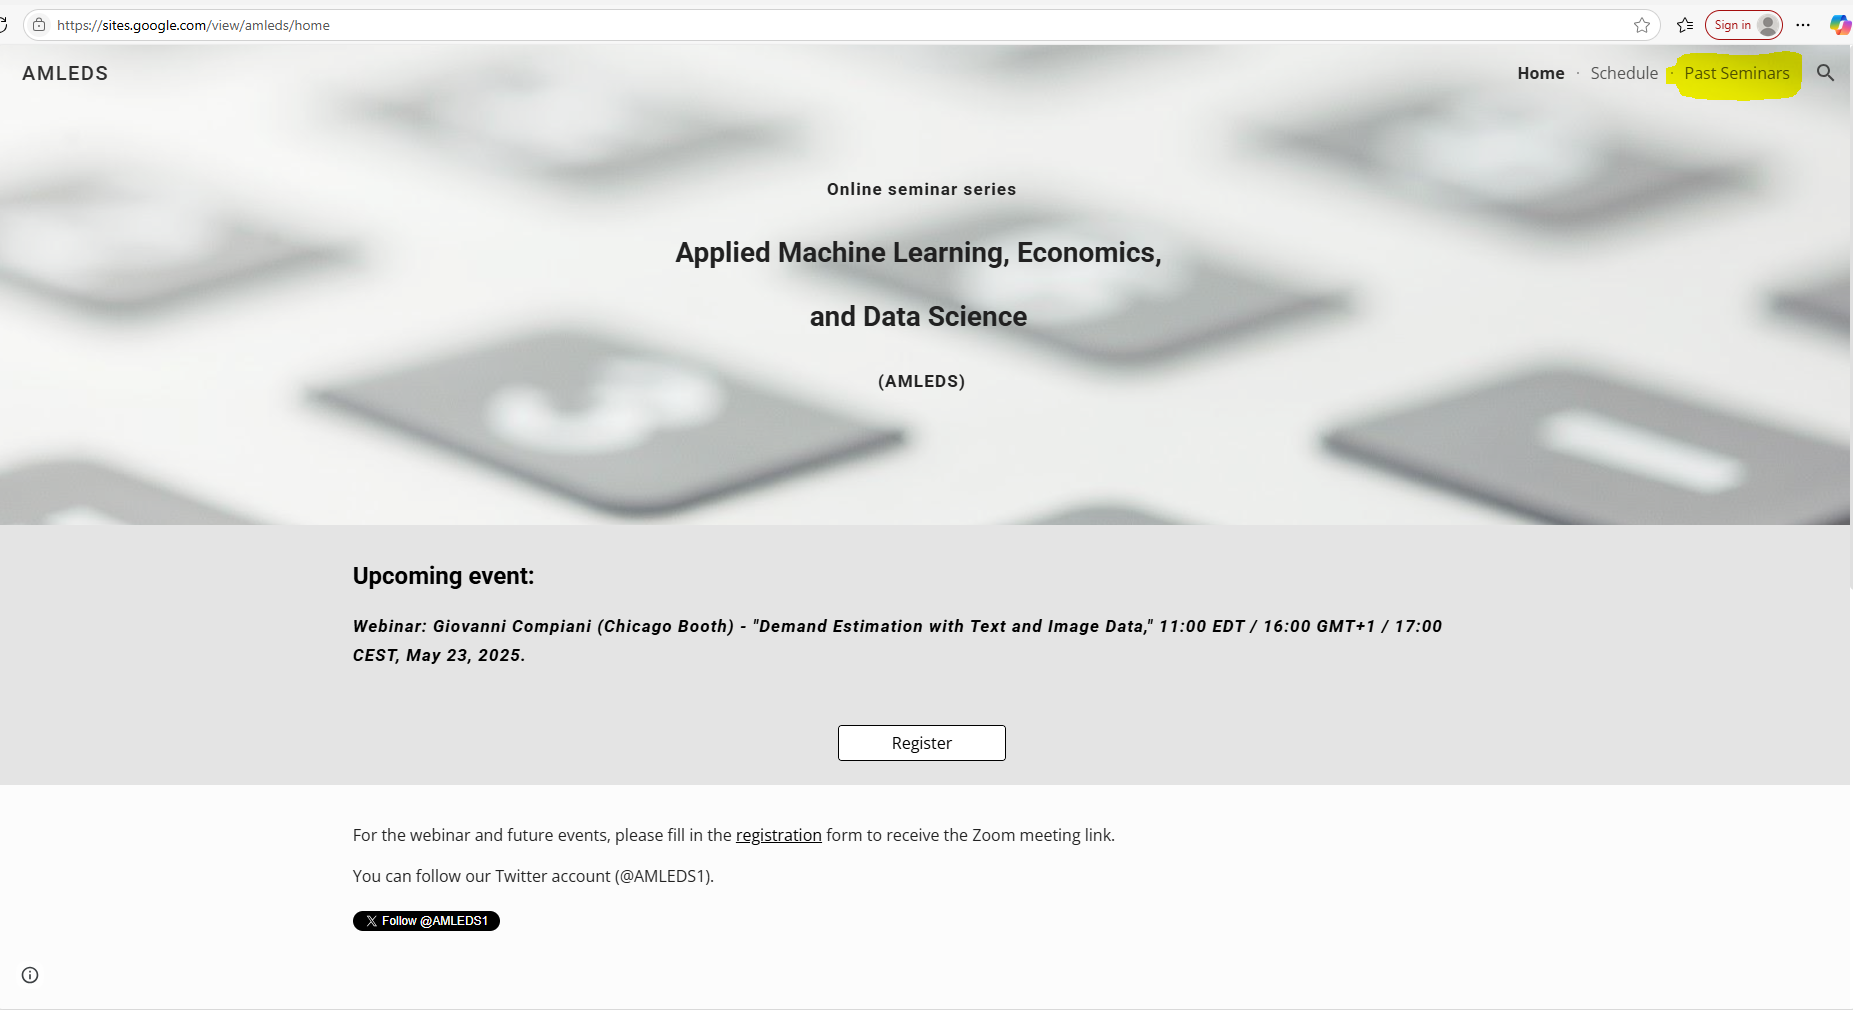 https://sites.google.com/view/amleds/home
Sign in
AMLEDS
Home · Schedule · Past Seminars
Online seminar series
Applied Machine Learning, Economics,
and Data Science
(AMLEDS)
Upcoming event:
Webinar: Giovanni Compiani (Chicago Booth) - "Demand Estimation with Text and Image Data," 11:00 EDT / 16:00 GMT+1 / 17:00
CEST, May 23, 2025.
Register
For the webinar and future events, please fill in the registration form to receive the Zoom meeting link.
You can follow our Twitter account (@AMLEDS1).
Follow @AMLEDS1